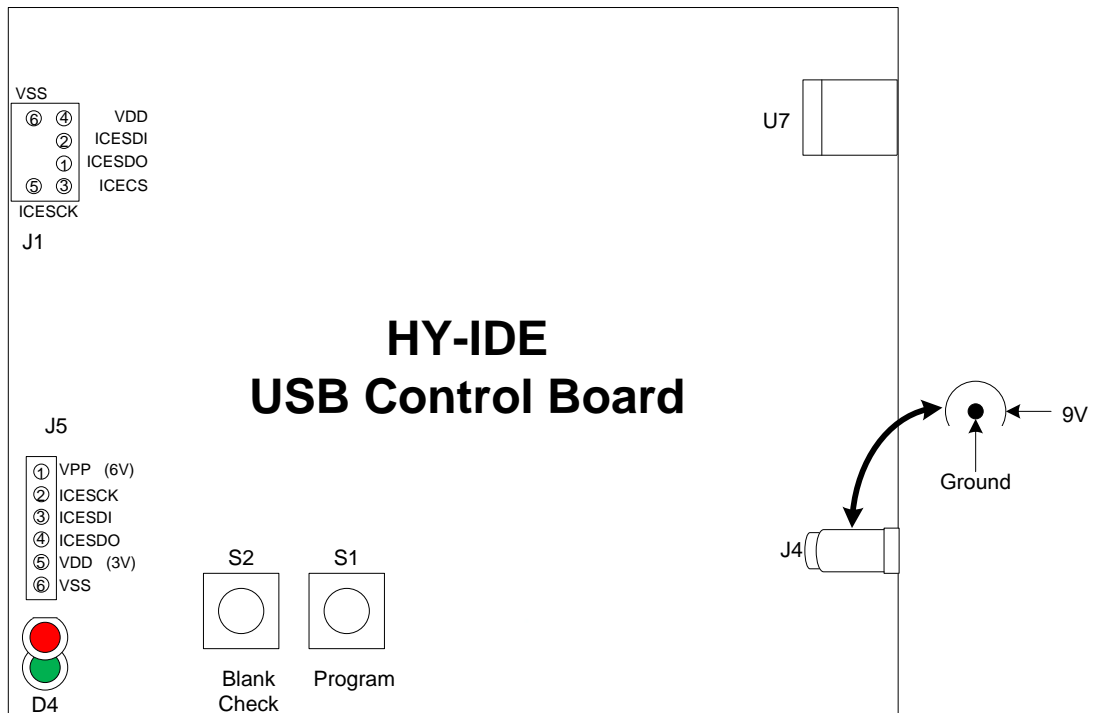 VSS
⑥ ④ VDD
② ICESDI
① ICESDO
⑤ ③ ICECS
ICESCK
J1
U7
HY-IDE
USB Control Board
9V
Ground
J4
J5
① VPP (6V)
② ICESCK
③ ICESDI
④ ICESDO
⑤ VDD (3V)
⑥ VSS
S2
S1
Blank
Check
Program
D4